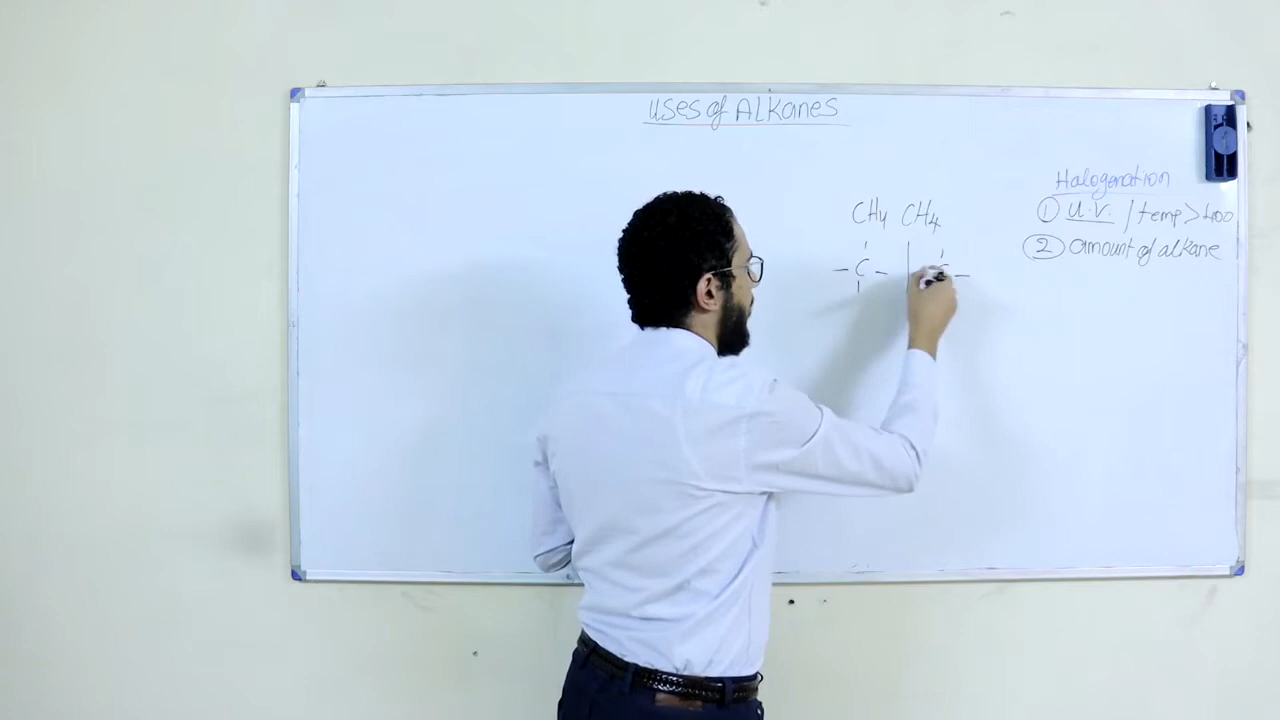 Uses of Alkanes
Halogenation
① U.V. / temp > 400
② amount of alkane
CH4 CH4
- C -
C -